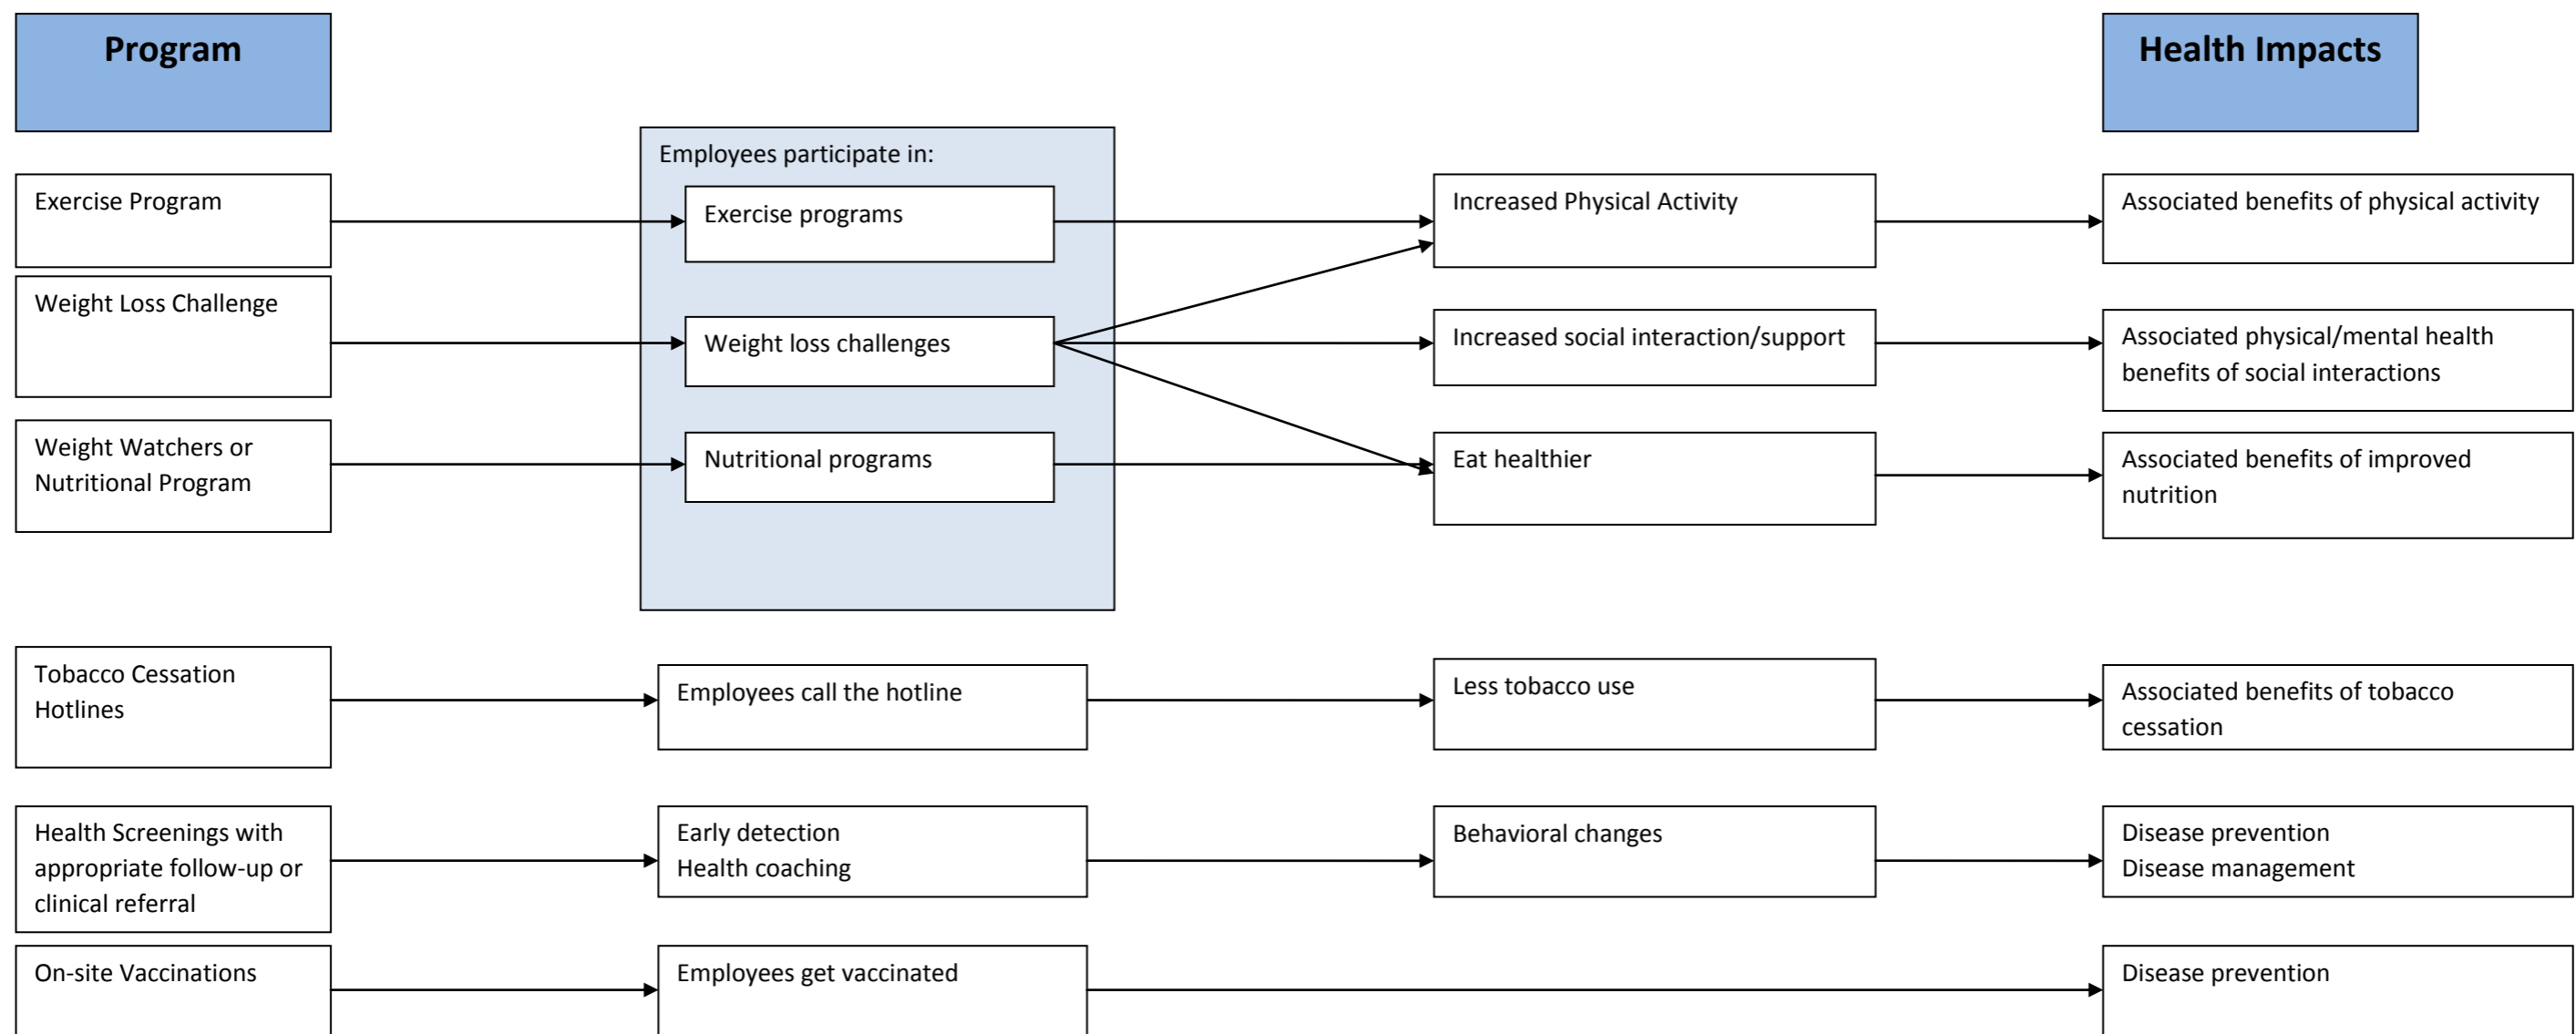 Program
Health Impacts
Employees participate in:
Exercise Program
Exercise programs
Increased Physical Activity
Associated benefits of physical activity
Weight Loss Challenge
Weight loss challenges
Increased social interaction/support
Associated physical/mental health
benefits of social interactions
Weight Watchers or
Nutritional Program
Nutritional programs
Eat healthier
Associated benefits of improved
nutrition
Tobacco Cessation
Hotlines
Employees call the hotline
Less tobacco use
Associated benefits of tobacco
cessation
Health Screenings with
appropriate follow-up or
clinical referral
Early detection
Health coaching
Behavioral changes
Disease prevention
Disease management
On-site Vaccinations
Employees get vaccinated
Disease prevention